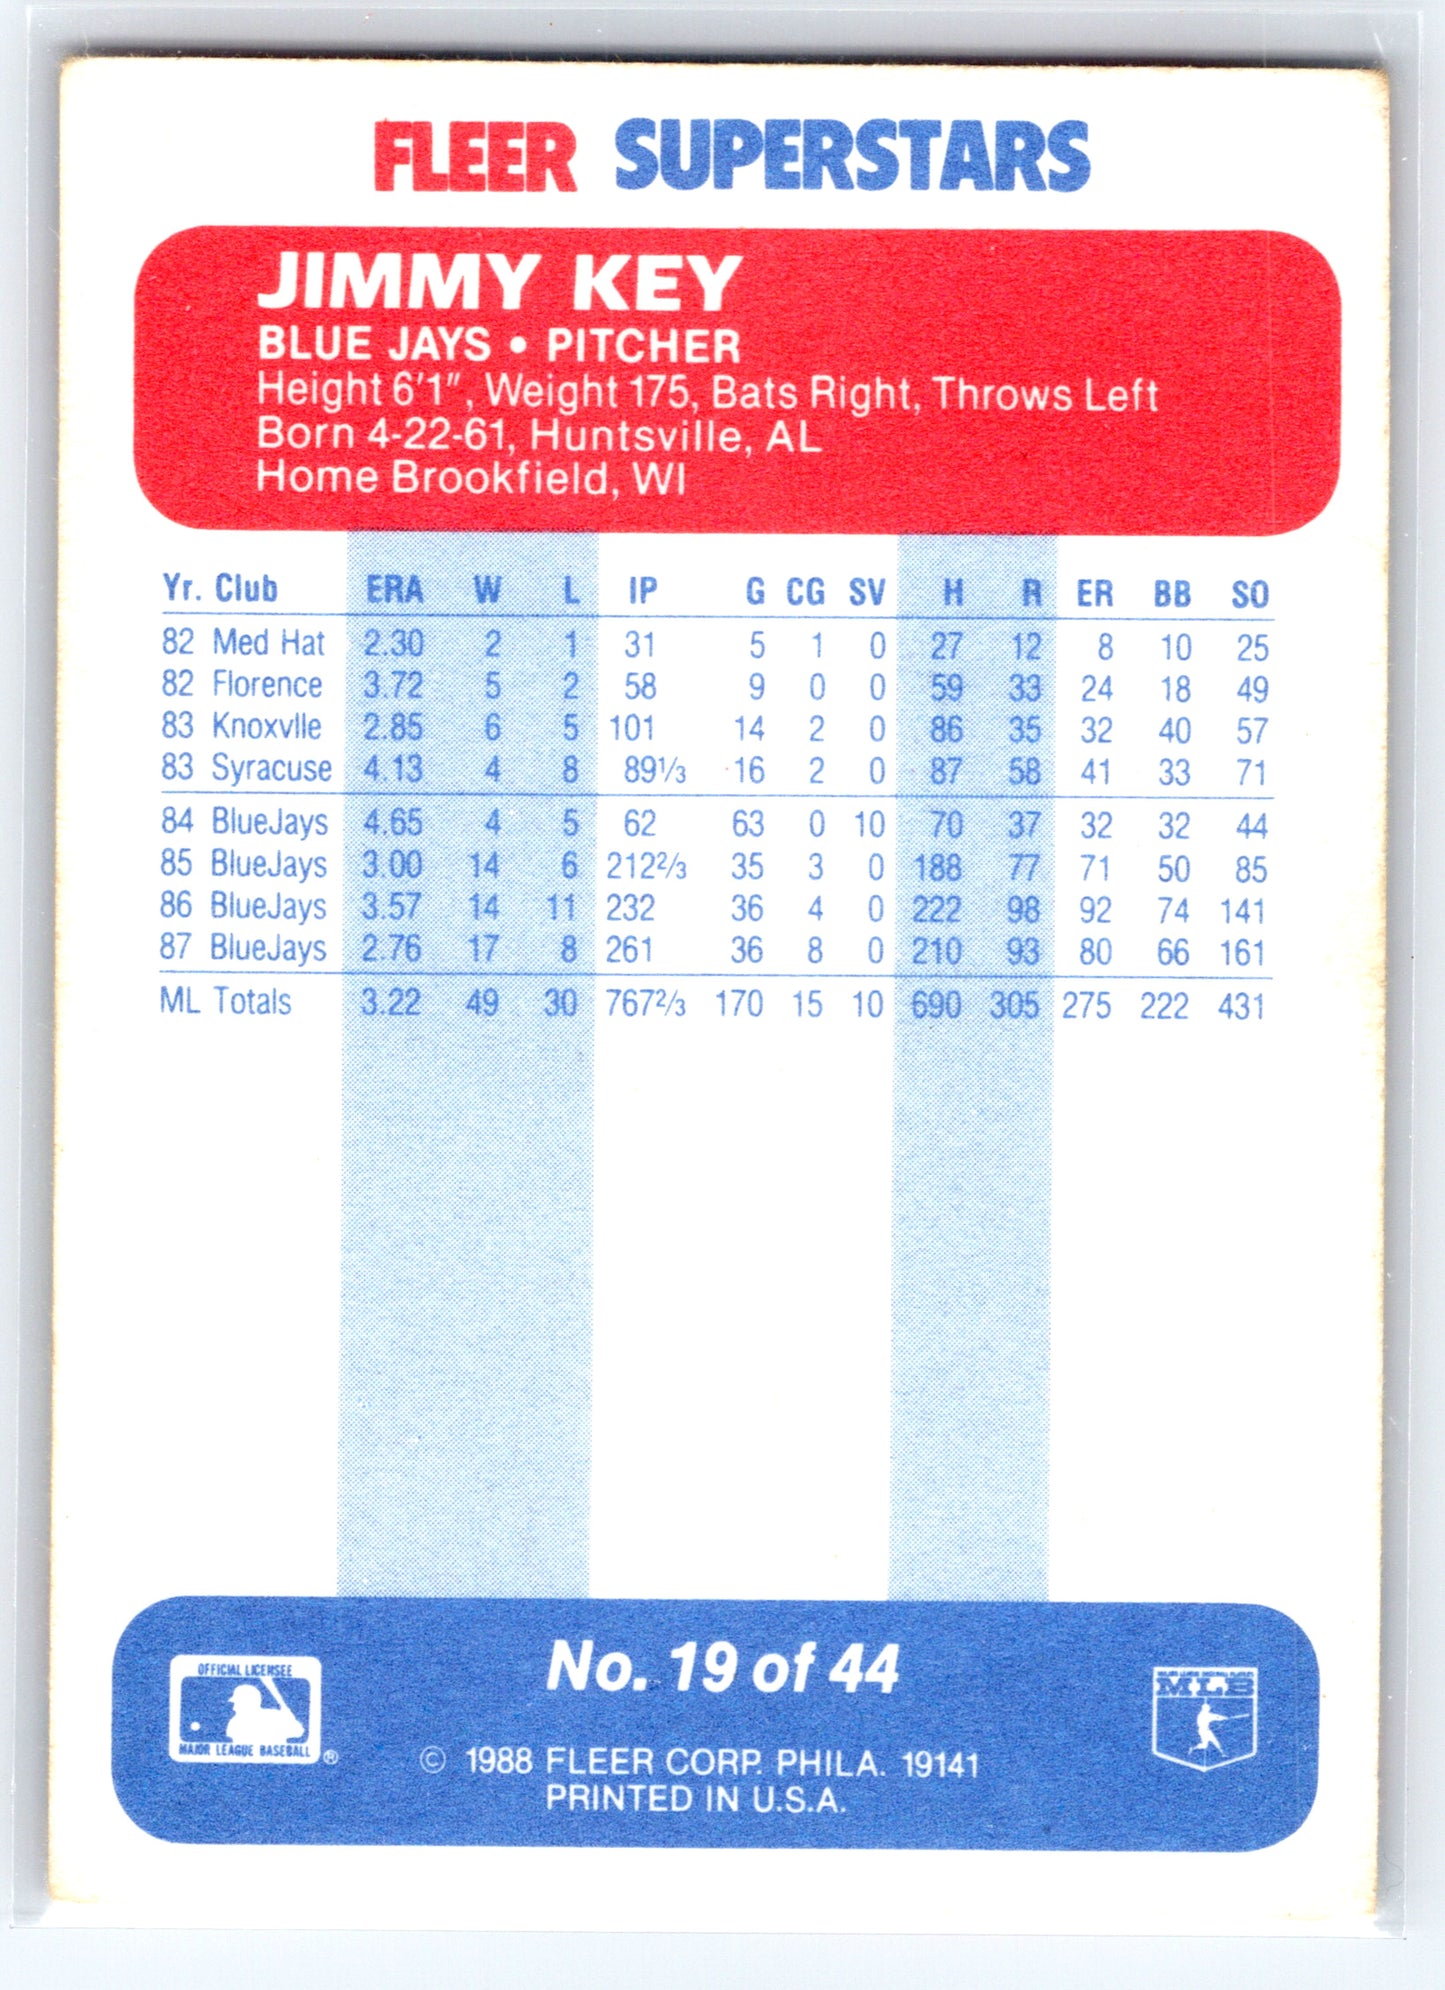 FLEER SUPERSTARS
JIMMY KEY
BLUE JAYS • PITCHER
Height 6'1", Weight 175, Bats Right, Throws Left
Born 4-22-61, Huntsville, AL
Home Brookfield, WI
Yr. Club ERA W L IP G CG SV H R ER BB SO
82 Med Hat 2.30 2 1 31 5 1 0 27 12 8 10 25
82 Florence 3.72 5 2 58 9 0 0 59 33 24 18 49
83 Knoxvlle 2.85 6 5 101 14 2 0 86 35 32 40 57
83 Syracuse 4.13 4 8 89⅓ 16 2 0 87 58 41 33 71
84 BlueJays 4.65 4 5 62 63 0 10 70 37 32 32 44
85 BlueJays 3.00 14 6 212⅔ 35 3 0 188 77 71 50 85
86 BlueJays 3.57 14 11 232 36 4 0 222 98 92 74 141
87 BlueJays 2.76 17 8 261 36 8 0 210 93 80 66 161
ML Totals 3.22 49 30 767⅔ 170 15 10 690 305 275 222 431
No. 19 of 44
OFFICIAL LICENSEE
MAJOR LEAGUE BASEBALL ®
MLB
© 1988 FLEER CORP. PHILA. 19141
PRINTED IN U.S.A.